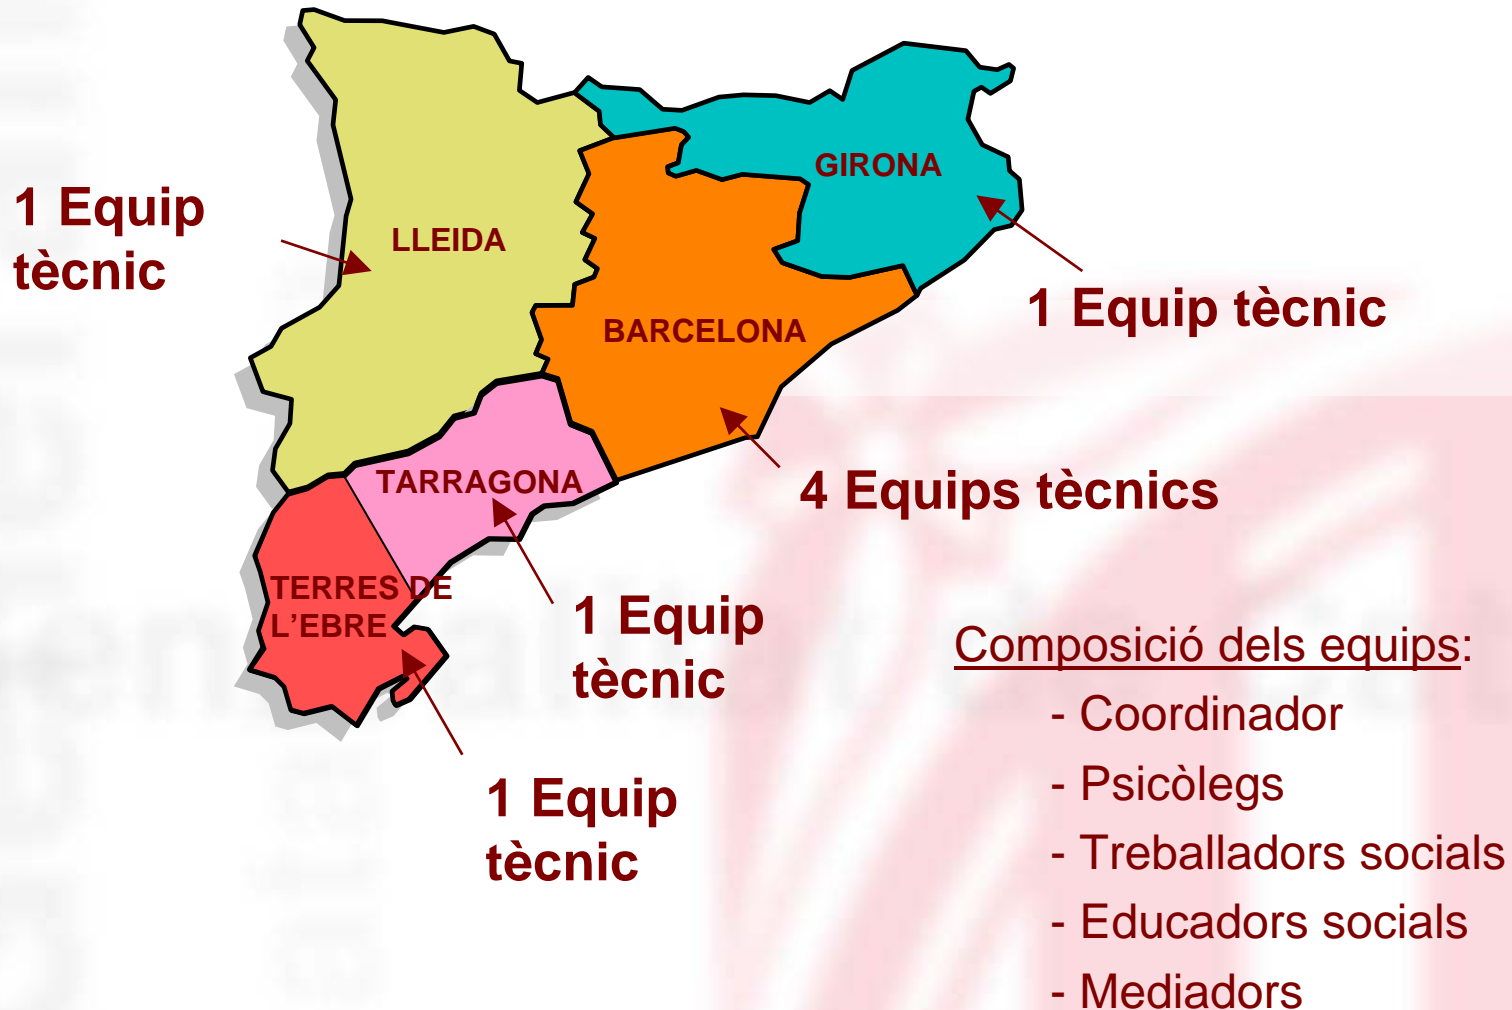 GIRONA
1 Equip
tècnic
LLEIDA
1 Equip tècnic
BARCELONA
TARRAGONA
4 Equips tècnics
TERRES DE
L’EBRE
1 Equip
tècnic
1 Equip
tècnic
Composició dels equips:
- Coordinador
- Psicòlegs
- Treballadors socials
- Educadors socials
- Mediadors